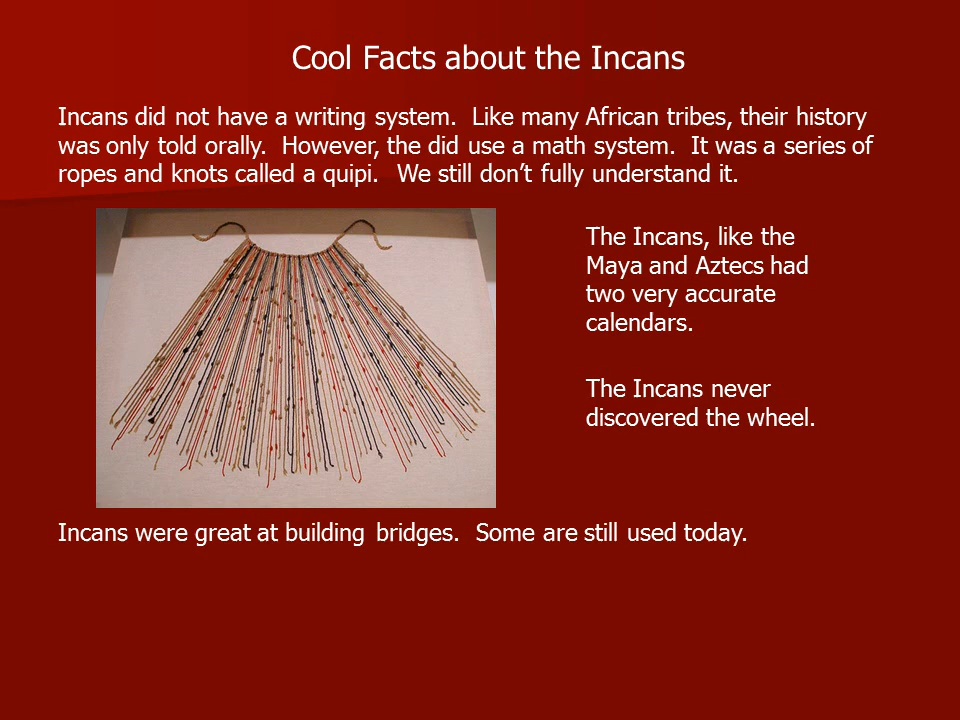 Cool Facts about the Incans
Incans did not have a writing system.  Like many African tribes, their history
was only told orally.  However, the did use a math system.  It was a series of
ropes and knots called a quipi.   We still don’t fully understand it.
The Incans, like the
Maya and Aztecs had
two very accurate
calendars.
The Incans never
discovered the wheel.
Incans were great at building bridges.  Some are still used today.